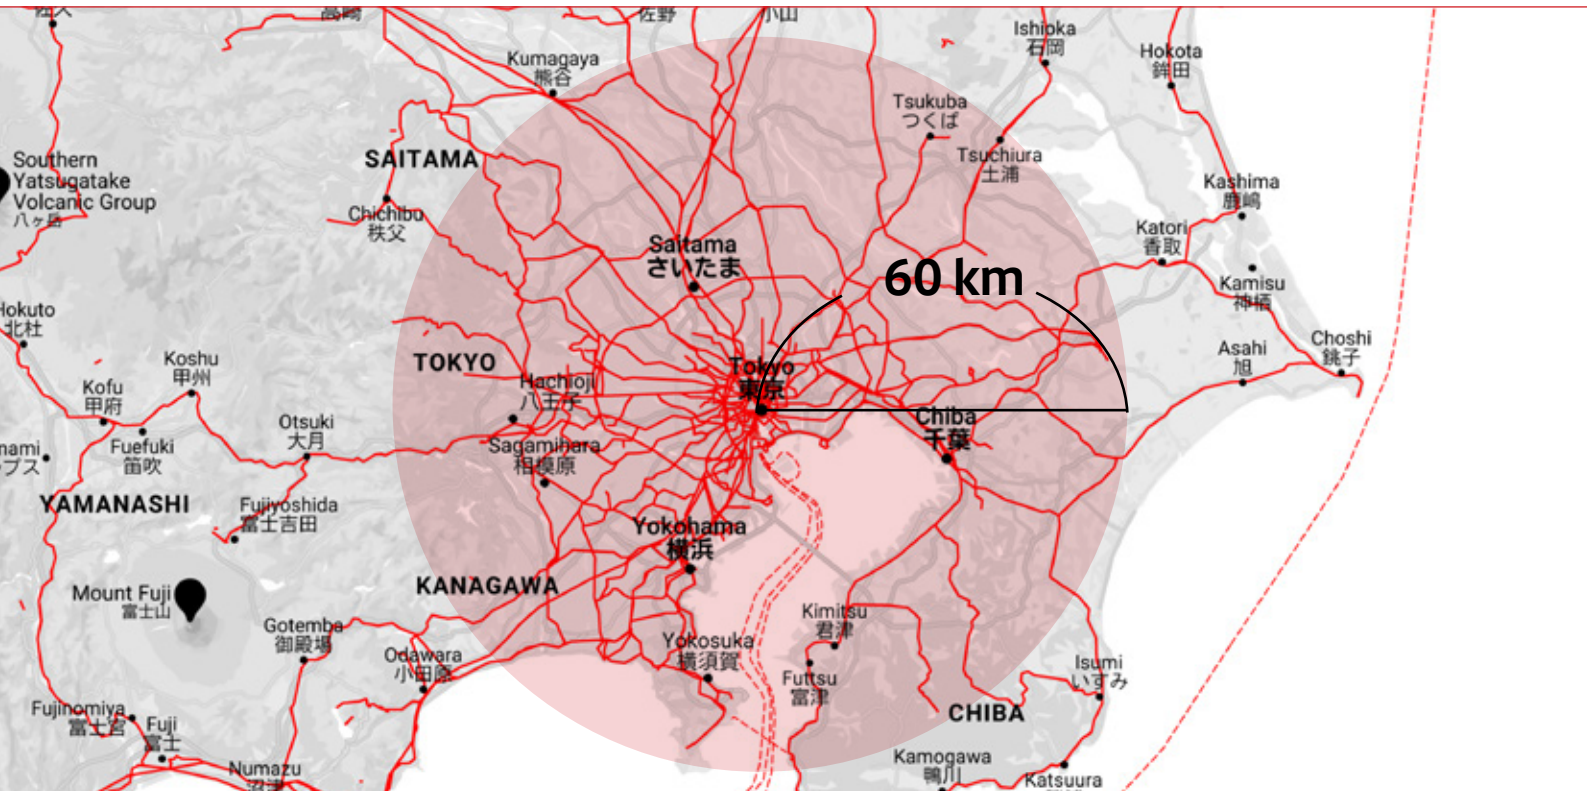 佐野
小山
Ishioka
石岡
Hokota
鉾田
Kumagaya
熊谷
Tsukuba
つくば
Tsuchiura
土浦
Southern
Yatsugatake
Volcanic Group
八ヶ岳
SAITAMA
Chichibu
秩父
Kashima
鹿嶋
Katori
香取
Saitama
さいたま
60 km
Kamisu
神栖
Hokuto
北杜
Koshu
甲州
TOKYO
Tokyo
東京
Choshi
銚子
Asahi
旭
Kofu
甲府
Hachioji
八王子
Otsuki
大月
Chiba
千葉
Fuefuki
笛吹
Sagamihara
相模原
YAMANASHI
Fujiyoshida
富士吉田
Yokohama
横浜
KANAGAWA
Mount Fuji
富士山
Gotemba
御殿場
Kimitsu
君津
Odawara
小田原
Yokosuka
横須賀
Futtsu
富津
Isumi
いすみ
Fujinomiya
富士宮
Fuji
富士
CHIBA
Kamogawa
鴨川
Numazu
Katsuura